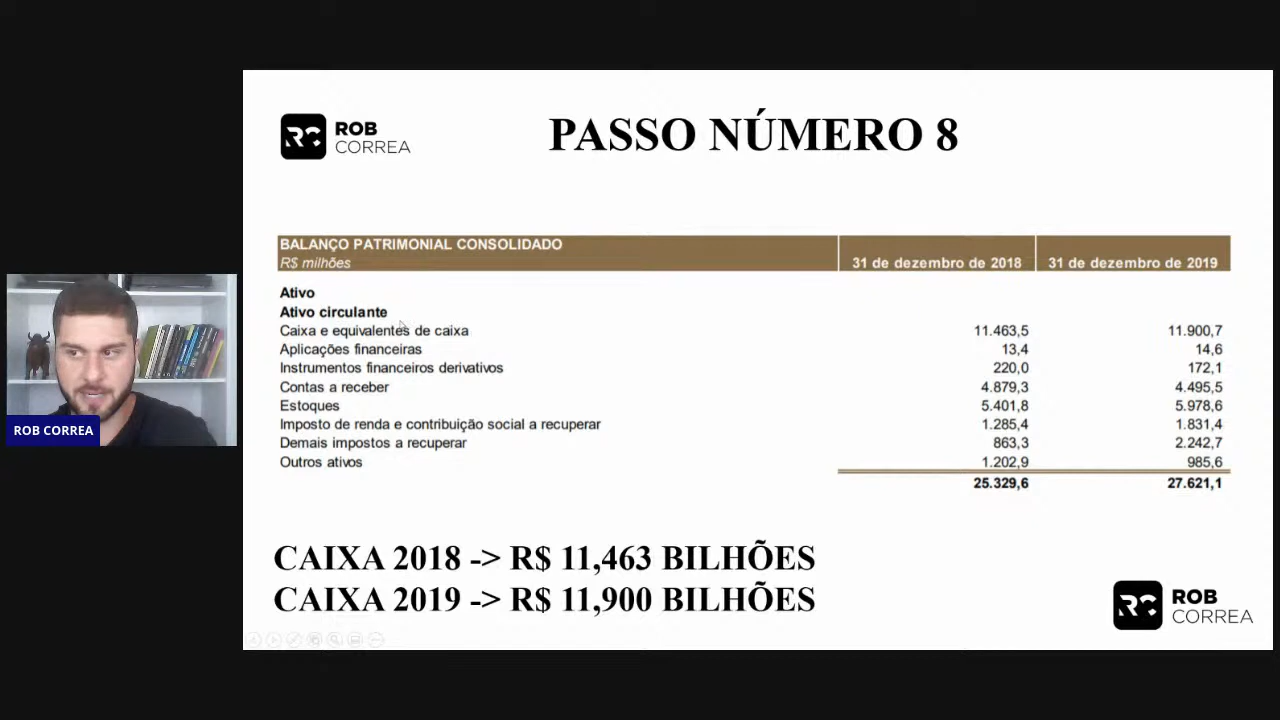 ROB
CORREA
PASSO NÚMERO 8
BALANÇO PATRIMONIAL CONSOLIDADO
R$ milhões 31 de dezembro de 2018 31 de dezembro de 2019
Ativo
Ativo circulante
Caixa e equivalentes de caixa 11.463,5 11.900,7
Aplicações financeiras 13,4 14,6
Instrumentos financeiros derivativos 220,0 172,1
Contas a receber 4.879,3 4.495,5
Estoques 5.401,8 5.978,6
Imposto de renda e contribuição social a recuperar 1.285,4 1.831,4
Demais impostos a recuperar 863,3 2.242,7
Outros ativos 1.202,9 985,6
25.329,6 27.621,1
ROB CORREA
CAIXA 2018 -> R$ 11,463 BILHÕES
CAIXA 2019 -> R$ 11,900 BILHÕES
ROB
CORREA